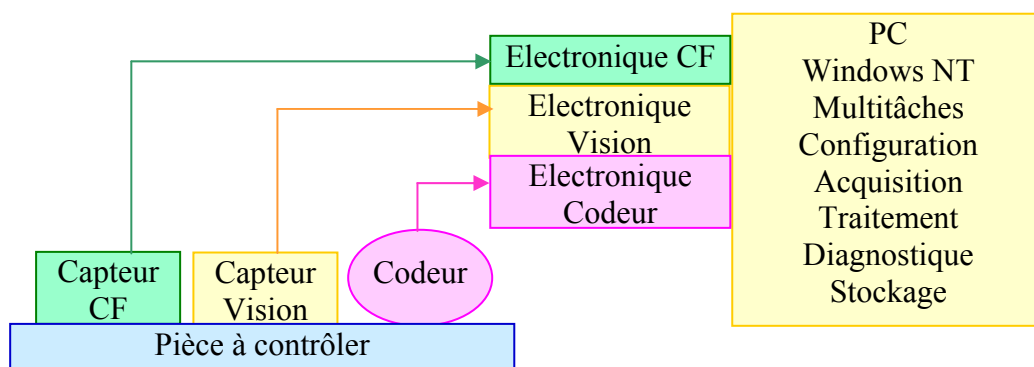 Electronique CF
Electronique
Vision
Electronique
Codeur
PC
Windows NT
Multitâches
Configuration
Acquisition
Traitement
Diagnostique
Stockage
Capteur
CF
Capteur
Vision
Codeur
Pièce à contrôler